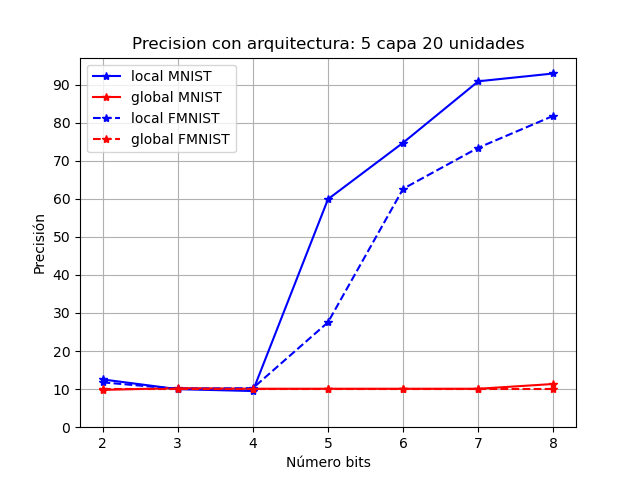 Precision con arquitectura: 5 capa 20 unidades
local MNIST
global MNIST
local FMNIST
global FMNIST
Precisión
90
80
70
60
50
40
30
20
10
0
2 3 4 5 6 7 8
Número bits